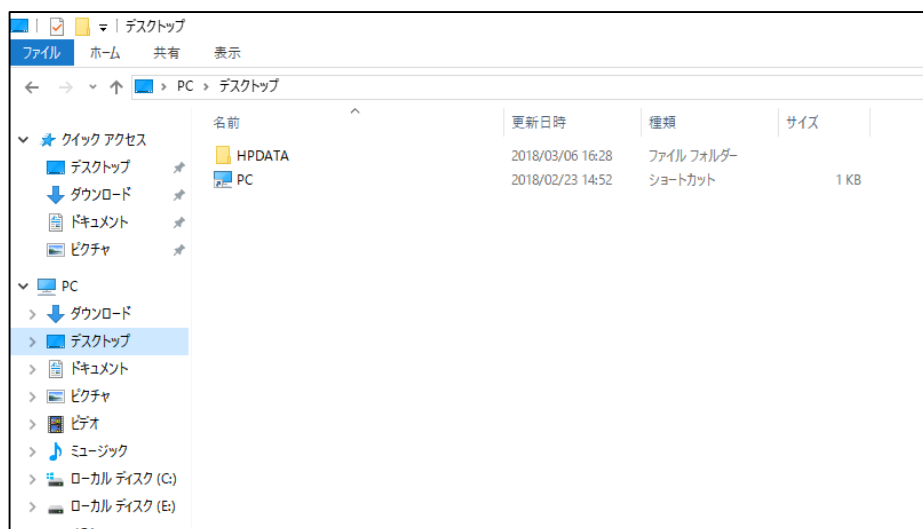 デスクトップ
ファイル ホーム 共有 表示
PC > デスクトップ
名前 更新日時 種類 サイズ
クイック アクセス
HPDATA 2018/03/06 16:28 ファイル フォルダー
デスクトップ
PC 2018/02/23 14:52 ショートカット 1 KB
ダウンロード
ドキュメント
ピクチャ
PC
ダウンロード
デスクトップ
ドキュメント
ピクチャ
ビデオ
ミュージック
ローカル ディスク (C:)
ローカル ディスク (E:)